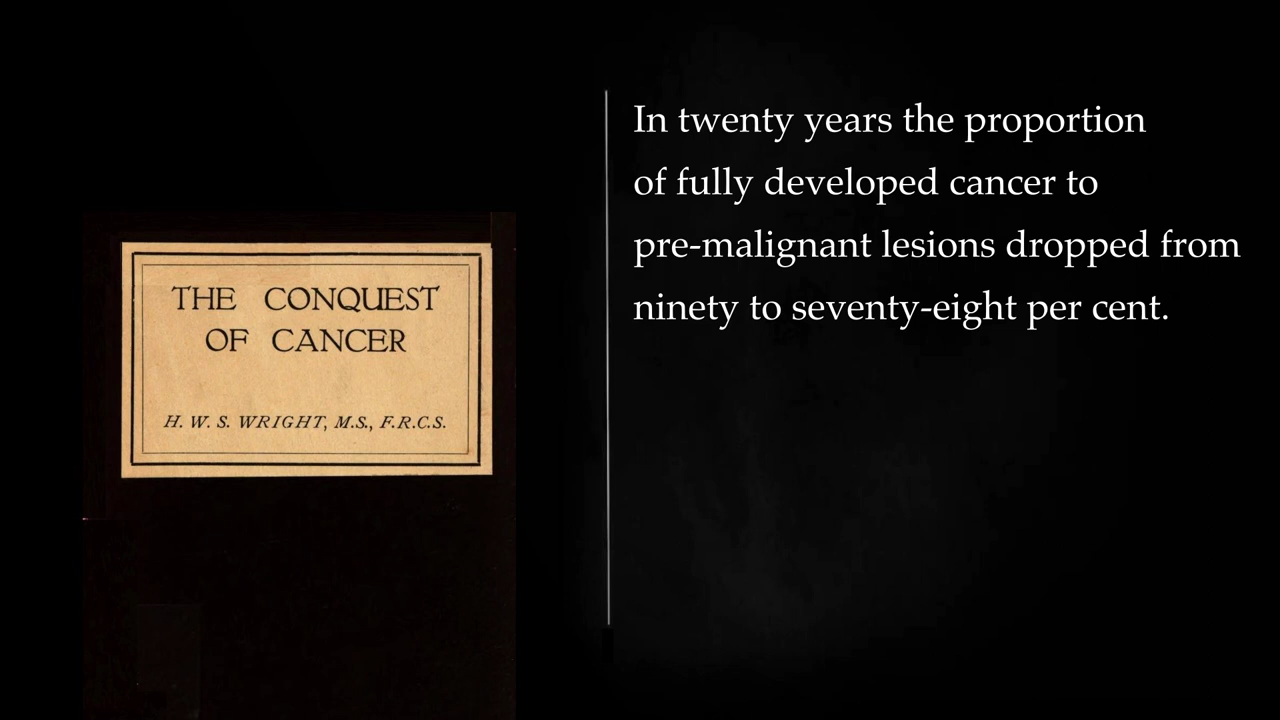 THE CONQUEST
OF CANCER
H. W. S. WRIGHT, M.S., F.R.C.S.
In twenty years the proportion
of fully developed cancer to
pre-malignant lesions dropped from
ninety to seventy-eight per cent.